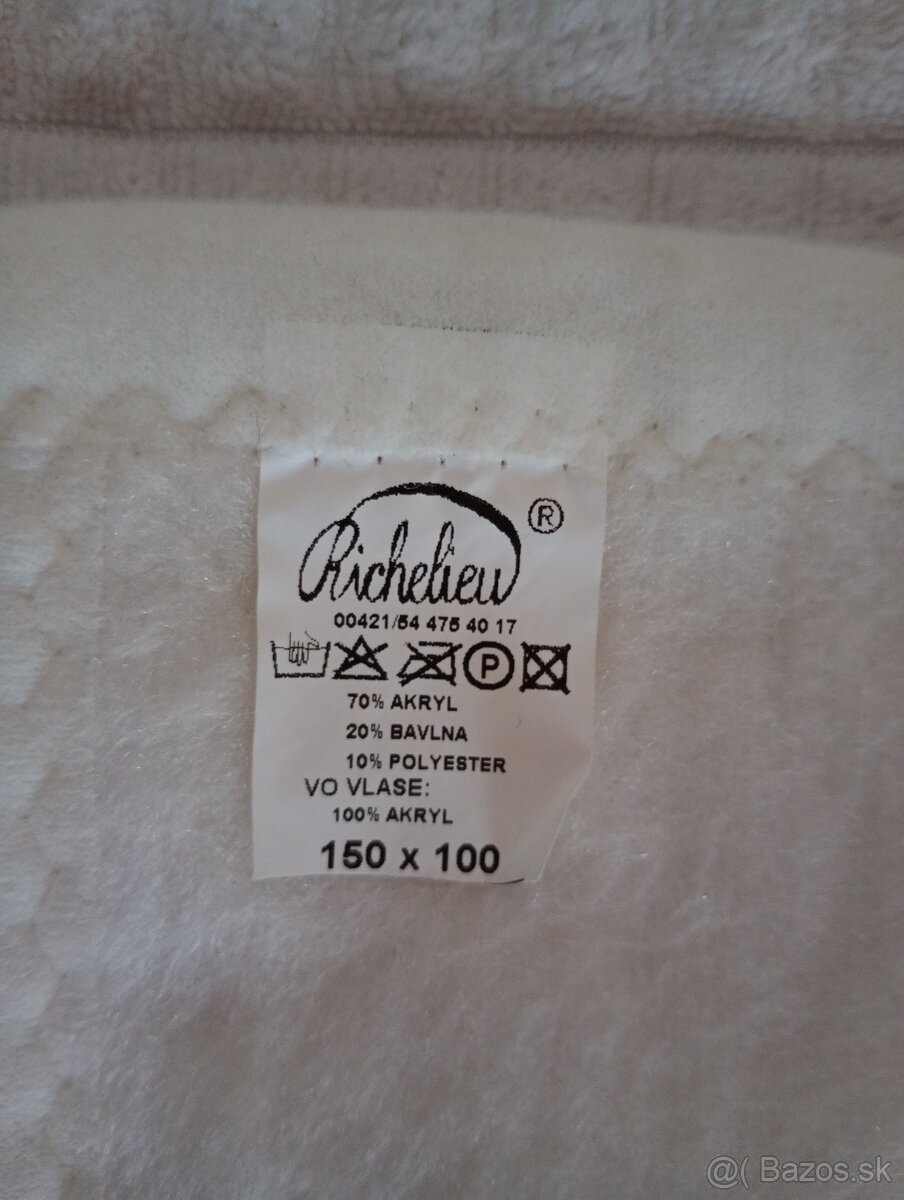 Richelieu ®
00421/54 475 40 17
P
70% AKRYL
20% BAVLNA
10% POLYESTER
VO VLASE:
100% AKRYL
150 x 100
@( Bazos.sk